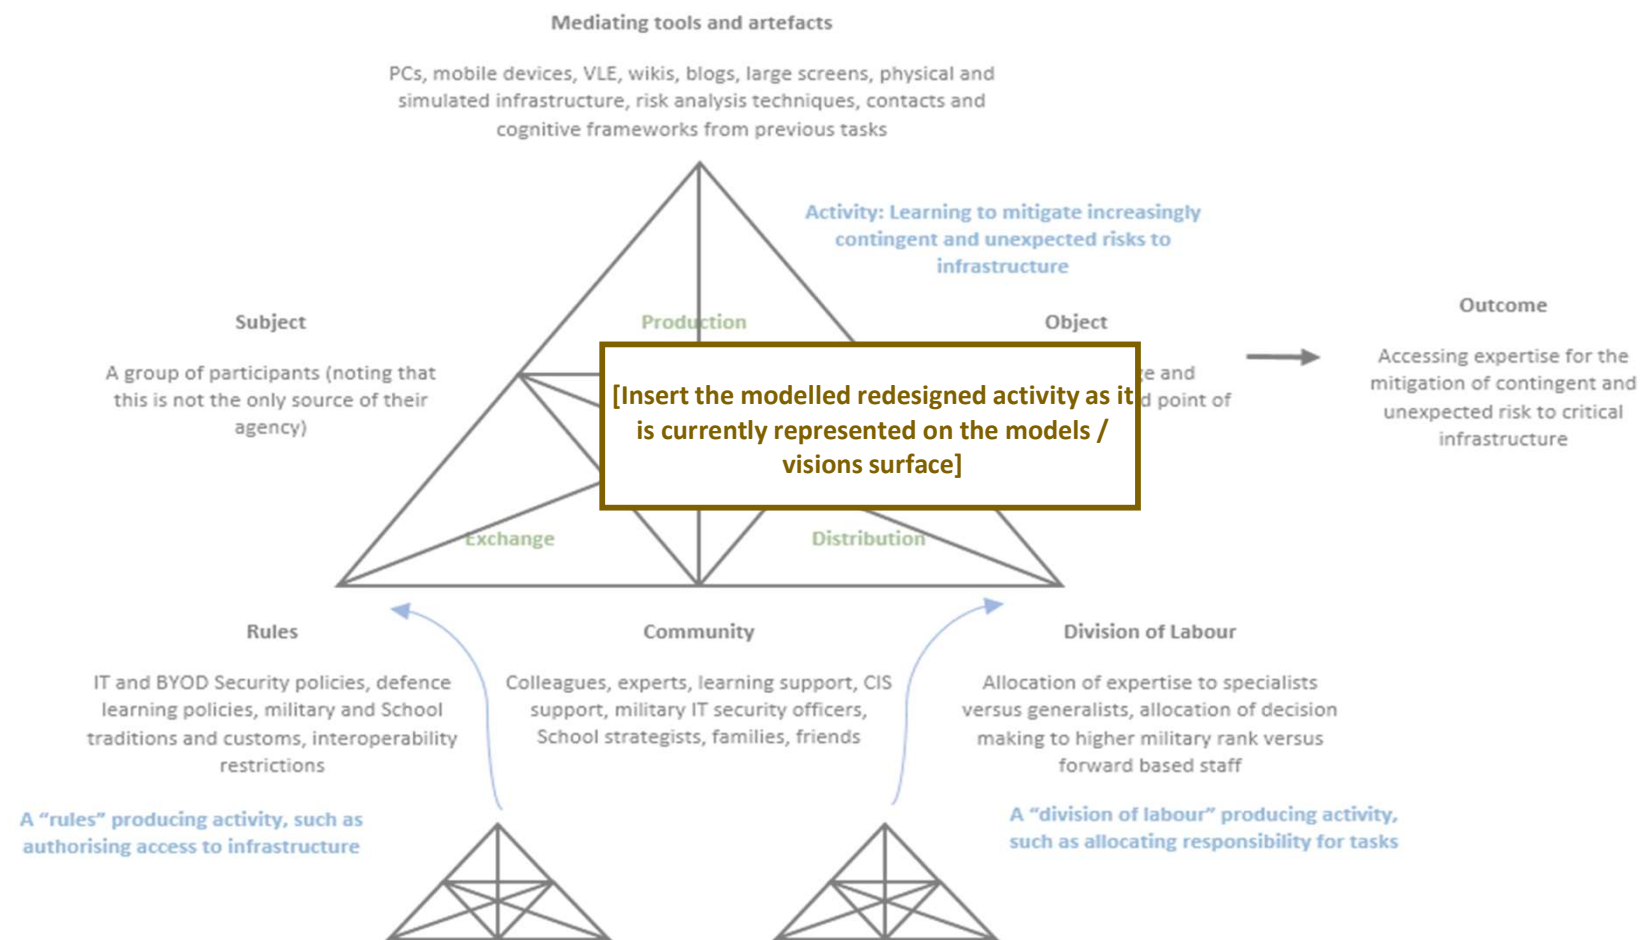 Mediating tools and artefacts
PCs, mobile devices, VLE, wikis, blogs, large screens, physical and
simulated infrastructure, risk analysis techniques, contacts and
cognitive frameworks from previous tasks
Activity: Learning to mitigate increasingly
contingent and unexpected risks to
infrastructure
Subject
A group of participants (noting that
this is not the only source of their
agency)
Production
Object
and
point of
Outcome
Accessing expertise for the
mitigation of contingent and
unexpected risk to critical
infrastructure
[Insert the modelled redesigned activity as it
is currently represented on the models /
visions surface]
Exchange
Distribution
Rules
IT and BYOD Security policies, defence
learning policies, military and School
traditions and customs, interoperability
restrictions
Community
Colleagues, experts, learning support, CIS
support, military IT security officers,
School strategists, families, friends
Division of Labour
Allocation of expertise to specialists
versus generalists, allocation of decision
making to higher military rank versus
forward based staff
A “rules” producing activity, such as
authorising access to infrastructure
A “division of labour” producing activity,
such as allocating responsibility for tasks